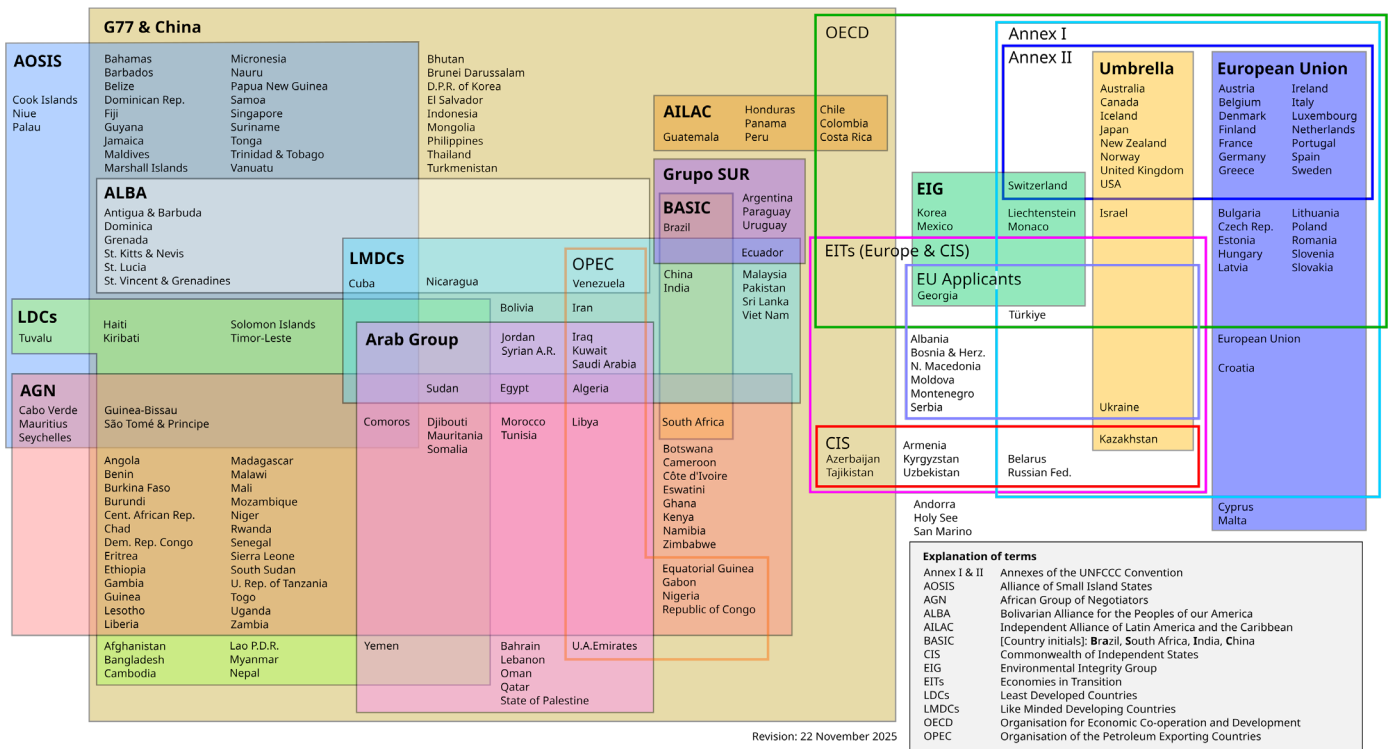 G77 & China
AOSIS
Cook Islands
Niue
Palau
Bahamas
Barbados
Belize
Dominican Rep.
Fiji
Guyana
Jamaica
Maldives
Marshall Islands
Micronesia
Nauru
Papua New Guinea
Samoa
Singapore
Suriname
Tonga
Trinidad & Tobago
Vanuatu
Bhutan
Brunei Darussalam
D.P.R. of Korea
El Salvador
Indonesia
Mongolia
Philippines
Thailand
Turkmenistan
ALBA
Antigua & Barbuda
Dominica
Grenada
St. Kitts & Nevis
St. Lucia
St. Vincent & Grenadines
LMDCs
Cuba
Nicaragua
OPEC
Venezuela
Bolivia
Iran
LDCs
Tuvalu
Haiti
Kiribati
Solomon Islands
Timor-Leste
Arab Group
Jordan
Syrian A.R.
Iraq
Kuwait
Saudi Arabia
AGN
Cabo Verde
Mauritius
Seychelles
Guinea-Bissau
São Tomé & Principe
Sudan
Egypt
Algeria
Comoros
Djibouti
Mauritania
Somalia
Morocco
Tunisia
Libya
South Africa
Angola
Benin
Burkina Faso
Burundi
Cent. African Rep.
Chad
Dem. Rep. Congo
Eritrea
Ethiopia
Gambia
Guinea
Lesotho
Liberia
Madagascar
Malawi
Mali
Mozambique
Niger
Rwanda
Senegal
Sierra Leone
South Sudan
U. Rep. of Tanzania
Togo
Uganda
Zambia
Botswana
Cameroon
Côte d'Ivoire
Eswatini
Ghana
Kenya
Namibia
Zimbabwe
Equatorial Guinea
Gabon
Nigeria
Republic of Congo
Afghanistan
Bangladesh
Cambodia
Lao P.D.R.
Myanmar
Nepal
Yemen
Bahrain
Lebanon
Oman
Qatar
State of Palestine
U.A.Emirates
AILAC
Guatemala
Honduras
Panama
Peru
Chile
Colombia
Costa Rica
Grupo SUR
BASIC
Brazil
Argentina
Paraguay
Uruguay
Ecuador
China
India
Malaysia
Pakistan
Sri Lanka
Viet Nam
OECD
Annex I
Annex II
Umbrella
Australia
Canada
Iceland
Japan
New Zealand
Norway
United Kingdom
USA
Israel
Ukraine
Kazakhstan
European Union
Austria
Belgium
Denmark
Finland
France
Germany
Greece
Ireland
Italy
Luxembourg
Netherlands
Portugal
Spain
Sweden
Bulgaria
Czech Rep.
Estonia
Hungary
Latvia
Lithuania
Poland
Romania
Slovenia
Slovakia
European Union
Croatia
Cyprus
Malta
EIG
Korea
Mexico
Switzerland
Liechtenstein
Monaco
EITs (Europe & CIS)
EU Applicants
Georgia
Türkiye
Albania
Bosnia & Herz.
N. Macedonia
Moldova
Montenegro
Serbia
CIS
Azerbaijan
Tajikistan
Armenia
Kyrgyzstan
Uzbekistan
Belarus
Russian Fed.
Andorra
Holy See
San Marino
Explanation of terms
Annex I & II Annexes of the UNFCCC Convention
AOSIS Alliance of Small Island States
AGN African Group of Negotiators
ALBA Bolivarian Alliance for the Peoples of our America
AILAC Independent Alliance of Latin America and the Caribbean
BASIC [Country initials]: Brazil, South Africa, India, China
CIS Commonwealth of Independent States
EIG Environmental Integrity Group
EITs Economies in Transition
LDCs Least Developed Countries
LMDCs Like Minded Developing Countries
OECD Organisation for Economic Co-operation and Development
OPEC Organisation of the Petroleum Exporting Countries
Revision: 22 November 2025